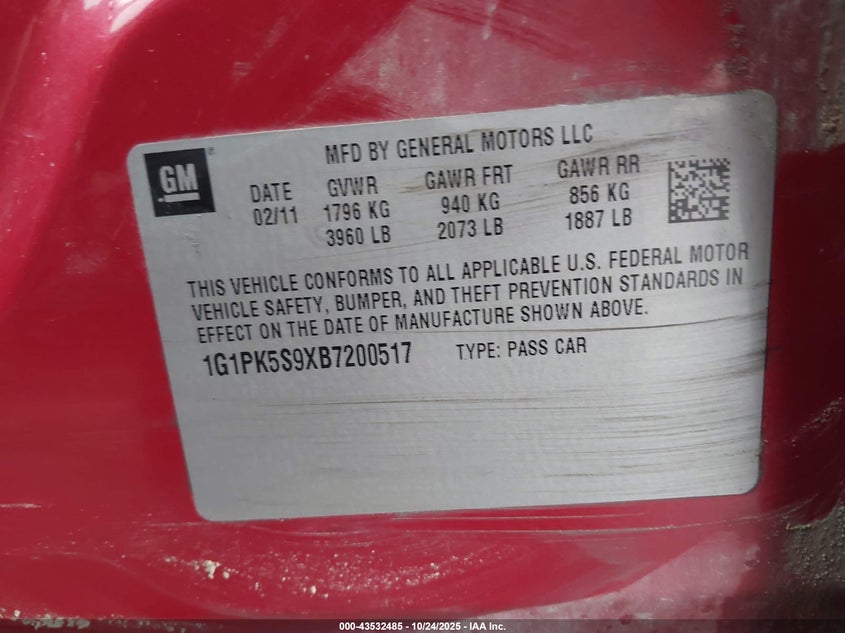 GM
MFD BY GENERAL MOTORS LLC
DATE GVWR GAWR FRT GAWR RR
02/11 1796 KG 940 KG 856 KG
3960 LB 2073 LB 1887 LB
THIS VEHICLE CONFORMS TO ALL APPLICABLE U.S. FEDERAL MOTOR
VEHICLE SAFETY, BUMPER, AND THEFT PREVENTION STANDARDS IN
EFFECT ON THE DATE OF MANUFACTURE SHOWN ABOVE.
1G1PK5S9XB7200517 TYPE: PASS CAR
000-43532485 - 10/24/2025 - IAA Inc.